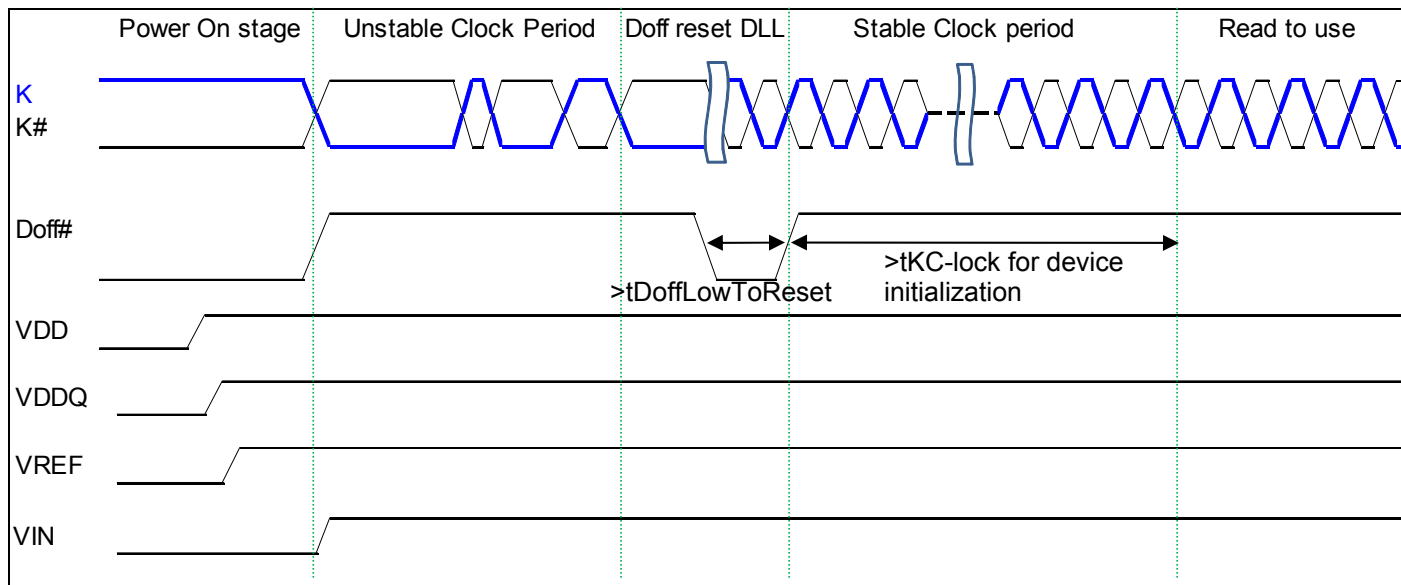 Power On stage
Unstable Clock Period
Doff reset DLL
Stable Clock period
Read to use
K
K#
Doff#
>tDoffLowToReset
>tKC-lock for device
initialization
VDD
VDDQ
VREF
VIN